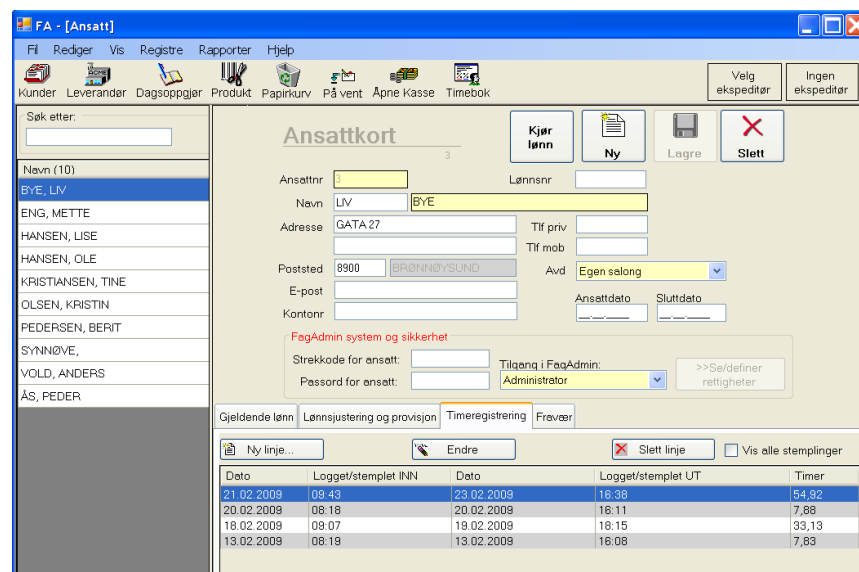 FA - [Ansatt]
Fil Rediger Vis Registre Rapporter Hjelp
Kunder Leverandør Dagsoppgjør Produkt Papirkurv På vent Åpne Kasse Timebok
Velg ekspeditør
Ingen ekspeditør
Søk etter:
Navn (10)
BYE, LIV
ENG, METTE
HANSEN, LISE
HANSEN, OLE
KRISTIANSEN, TINE
OLSEN, KRISTIN
PEDERSEN, BERIT
SYNNØVE,
VOLD, ANDERS
ÅS, PEDER
Ansattkort
3
Kjør lønn
Ny
Lagre
Slett
Ansattnr 3 Lønnsnr
Navn LIV BYE
Adresse GATA 27 Tlf priv
Tlf mob
Poststed 8900 BRØNNØYSUND Avd Egen salong
E-post
Ansattdato Sluttdato
Kontonr __.__.____ __.__.____
FagAdmin system og sikkerhet
Strekkode for ansatt: Tilgang i FagAdmin:
Passord for ansatt: Administrator
>>Se/definer rettigheter
Gjeldende lønn Lønnsjustering og provisjon Timeregistrering Fravær
Ny linje... Endre Slett linje Vis alle stemplinger
Dato Logget/stemplet INN Dato Logget/stemplet UT Timer
21.02.2009 09:43 23.02.2009 16:38 54,92
20.02.2009 08:18 20.02.2009 16:11 7,88
18.02.2009 09:07 19.02.2009 18:15 33,13
13.02.2009 08:19 13.02.2009 16:08 7,83